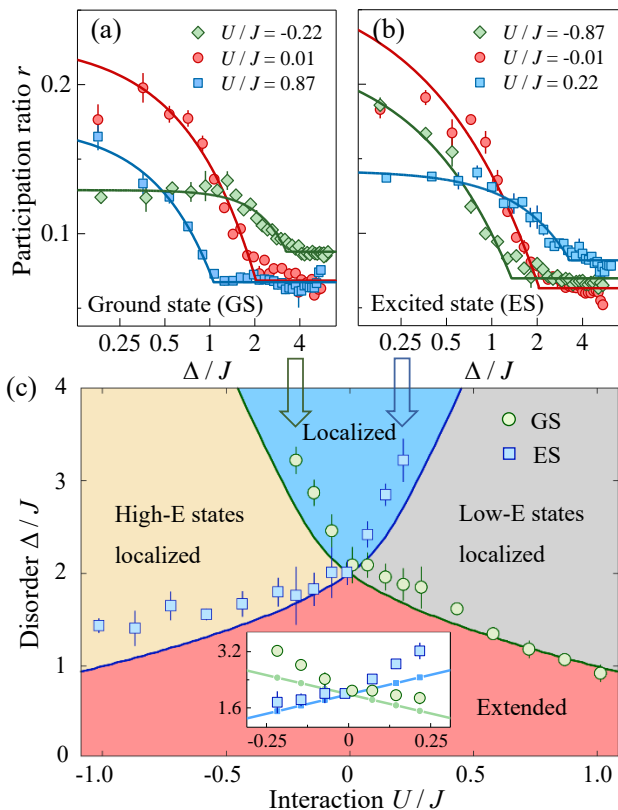 (a)
U / J = -0.22
U / J = 0.01
U / J = 0.87
(b)
U / J = -0.87
U / J = -0.01
U / J = 0.22
Participation ratio r
0.2
0.1
Ground state (GS)
Excited state (ES)
0.25 0.5 1 2 4
0.25 0.5 1 2 4
Δ / J
Δ / J
(c)
Disorder Δ / J
4
3
2
1
0
Localized
GS
ES
High-E states
localized
Low-E states
localized
Extended
3.2
1.6
-0.25 0 0.25
-1.0 -0.5 0 0.5 1.0
Interaction U / J